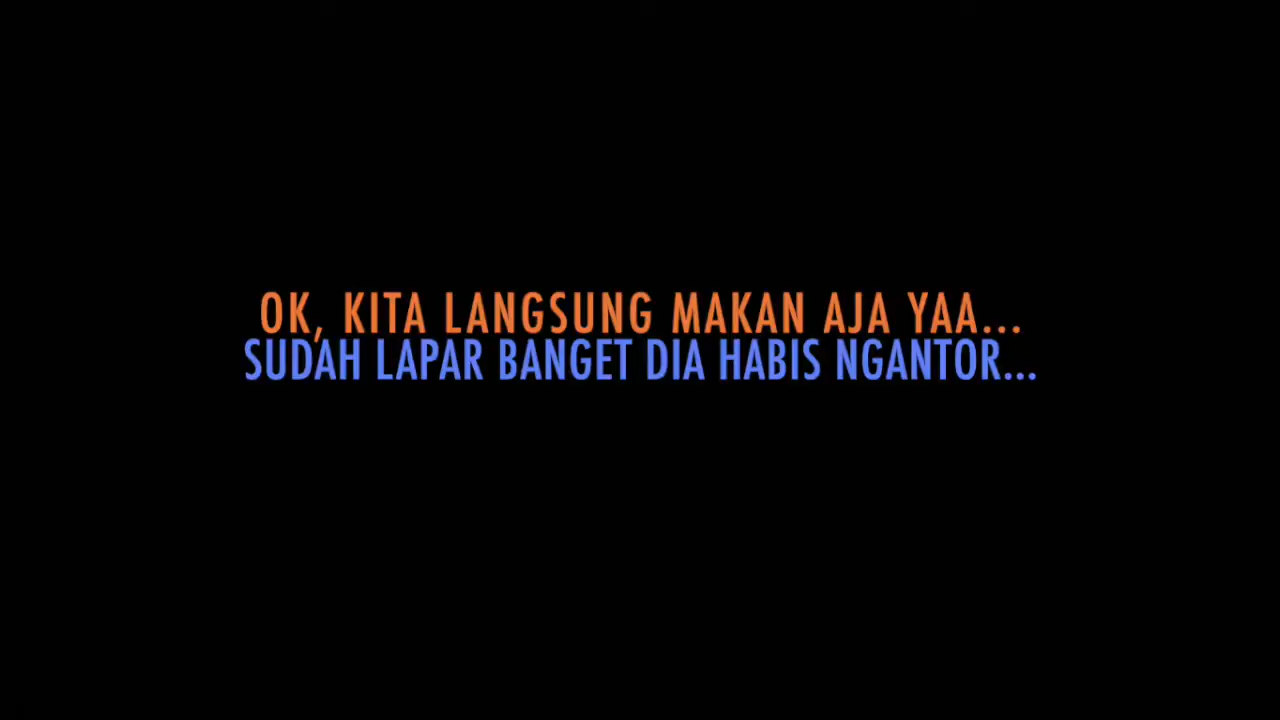 OK, KITA LANGSUNG MAKAN AJA YAA...
SUDAH LAPAR BANGET DIA HABIS NGANTOR...